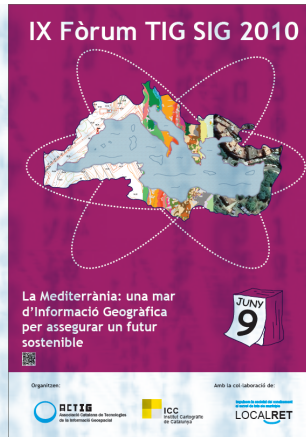 IX Fòrum TIG SIG 2010
La Mediterrània: una mar
d'Informació Geogràfica
per assegurar un futur
sostenible
JUNY
9
Organitzen:
Amb la col·laboració de:
ACTIG
Associació Catalana de Tecnologies
de la Informació Geoespacial
ICC
Institut Cartogràfic
de Catalunya
LOCALRET